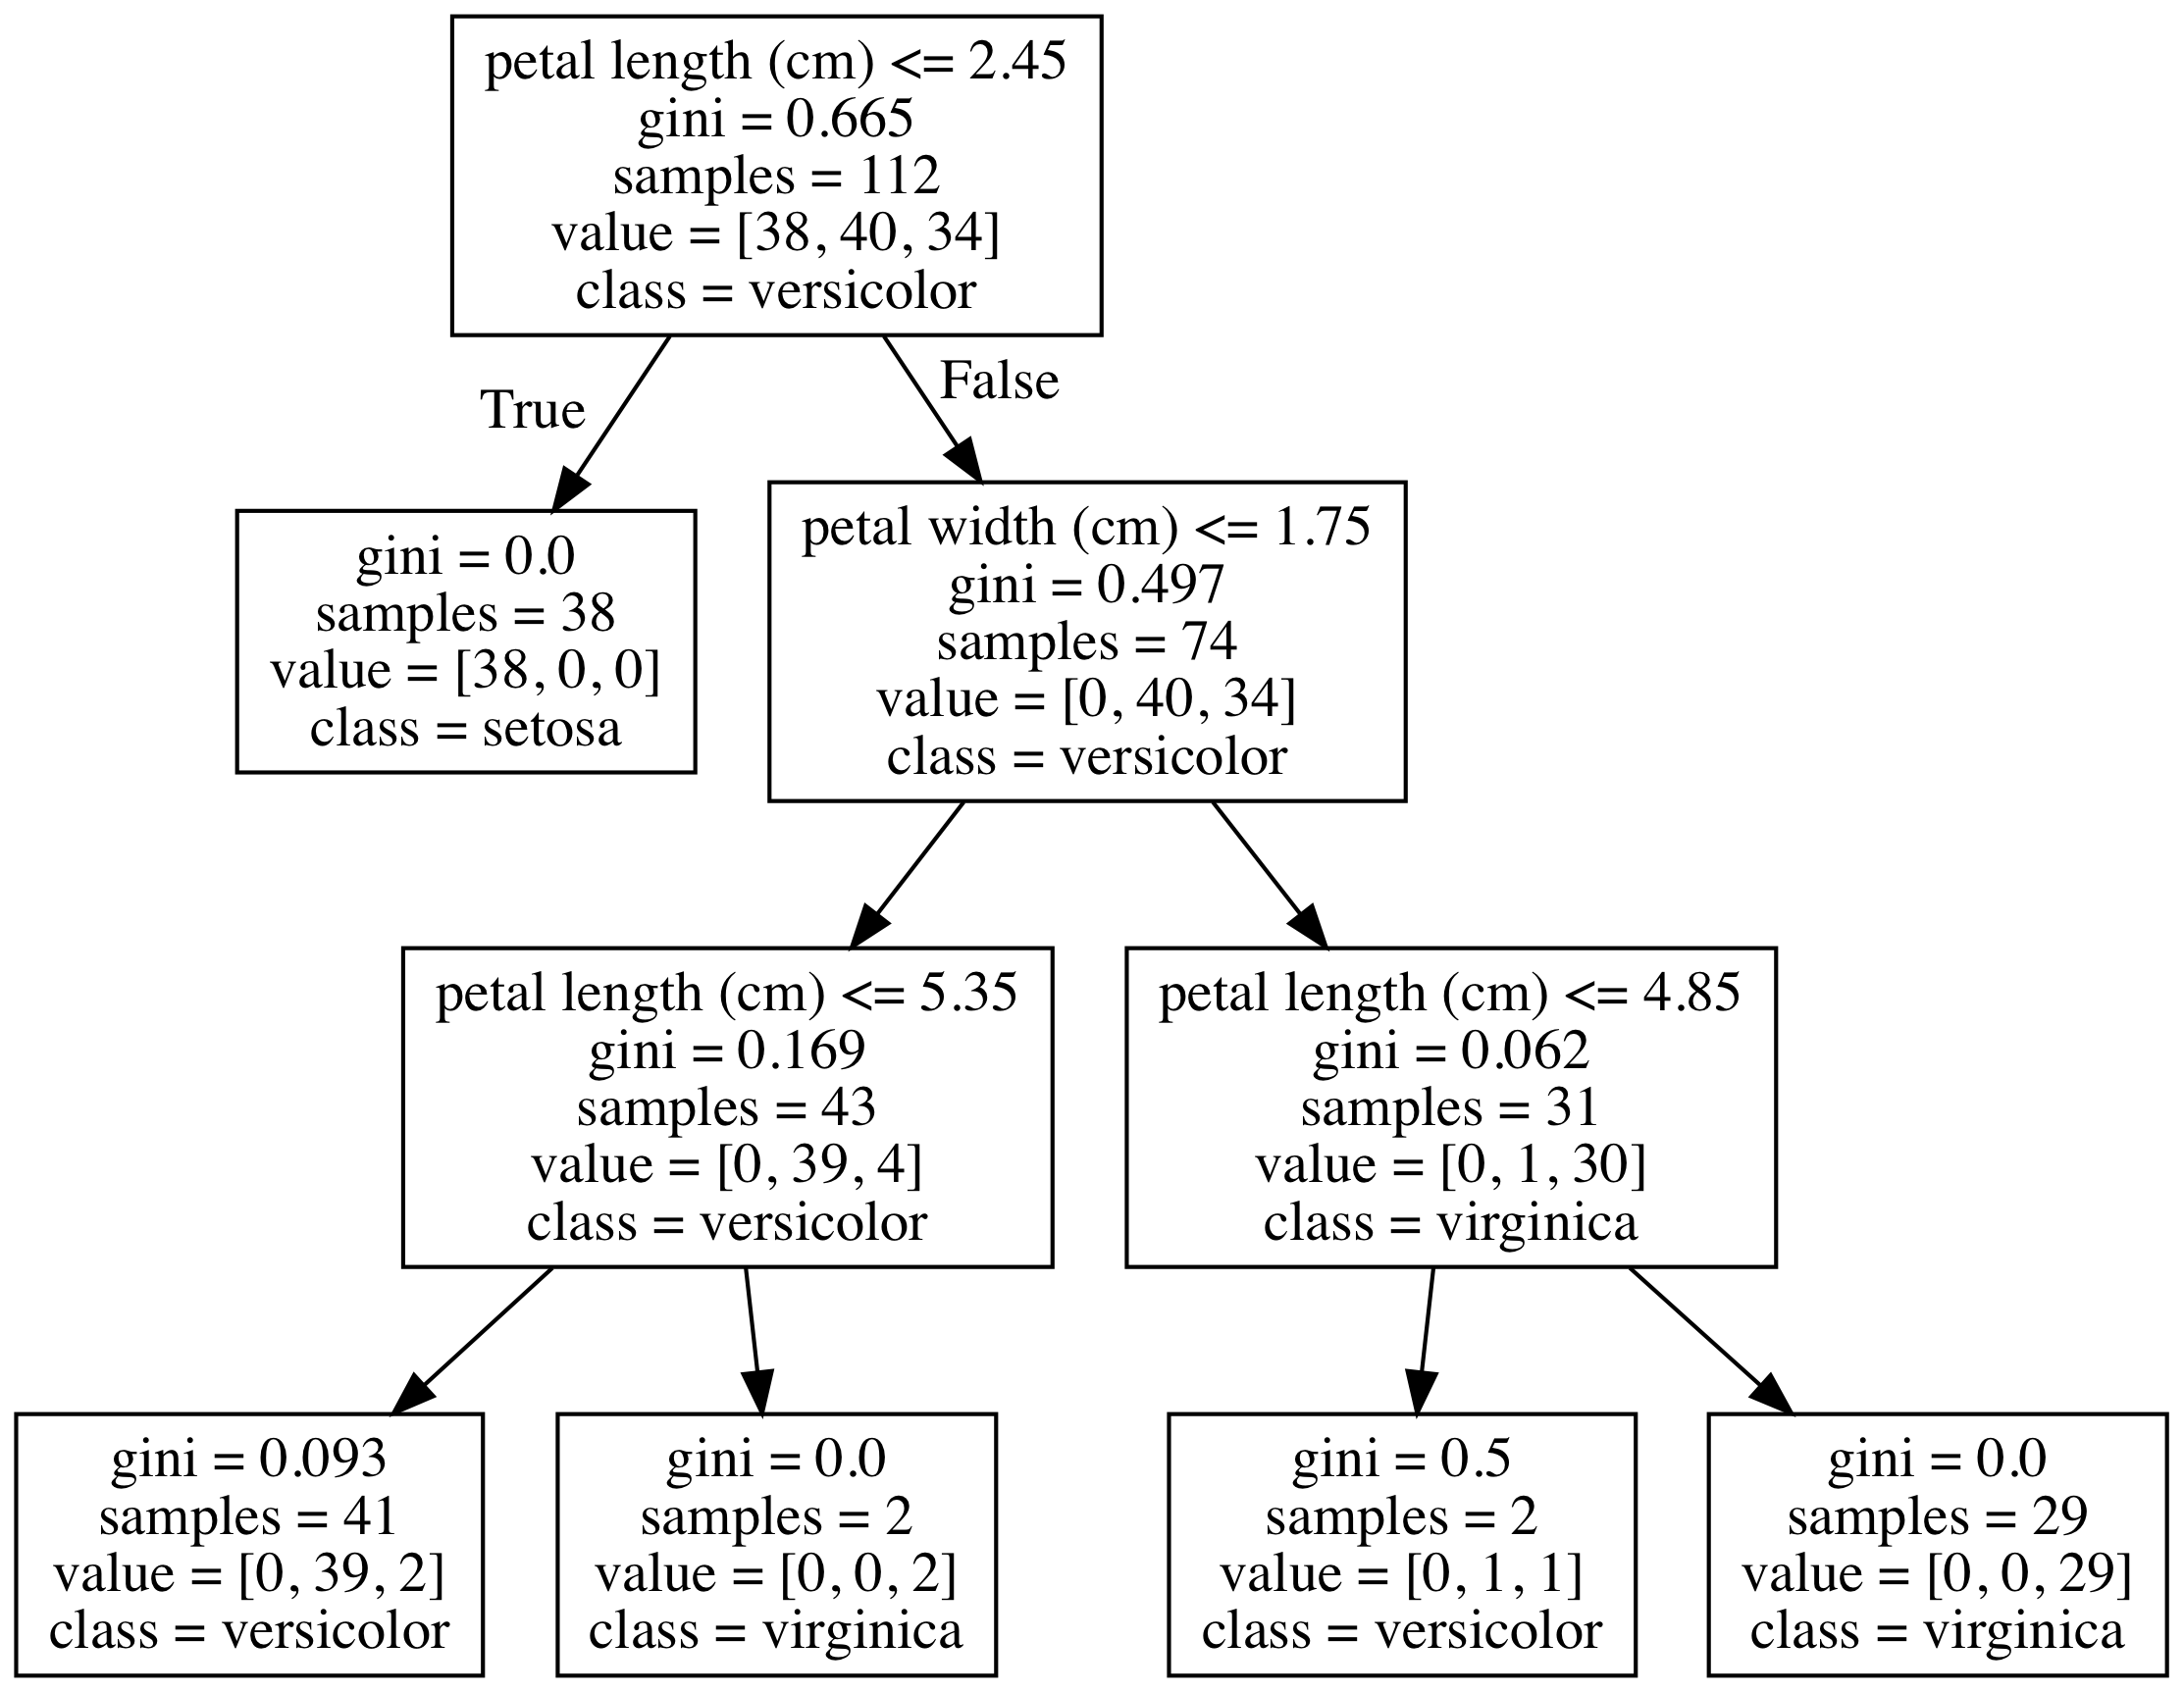 petal length (cm) <= 2.45
gini = 0.665
samples = 112
value = [38, 40, 34]
class = versicolor
True
False
gini = 0.0
samples = 38
value = [38, 0, 0]
class = setosa
petal width (cm) <= 1.75
gini = 0.497
samples = 74
value = [0, 40, 34]
class = versicolor
petal length (cm) <= 5.35
gini = 0.169
samples = 43
value = [0, 39, 4]
class = versicolor
petal length (cm) <= 4.85
gini = 0.062
samples = 31
value = [0, 1, 30]
class = virginica
gini = 0.093
samples = 41
value = [0, 39, 2]
class = versicolor
gini = 0.0
samples = 2
value = [0, 0, 2]
class = virginica
gini = 0.5
samples = 2
value = [0, 1, 1]
class = versicolor
gini = 0.0
samples = 29
value = [0, 0, 29]
class = virginica